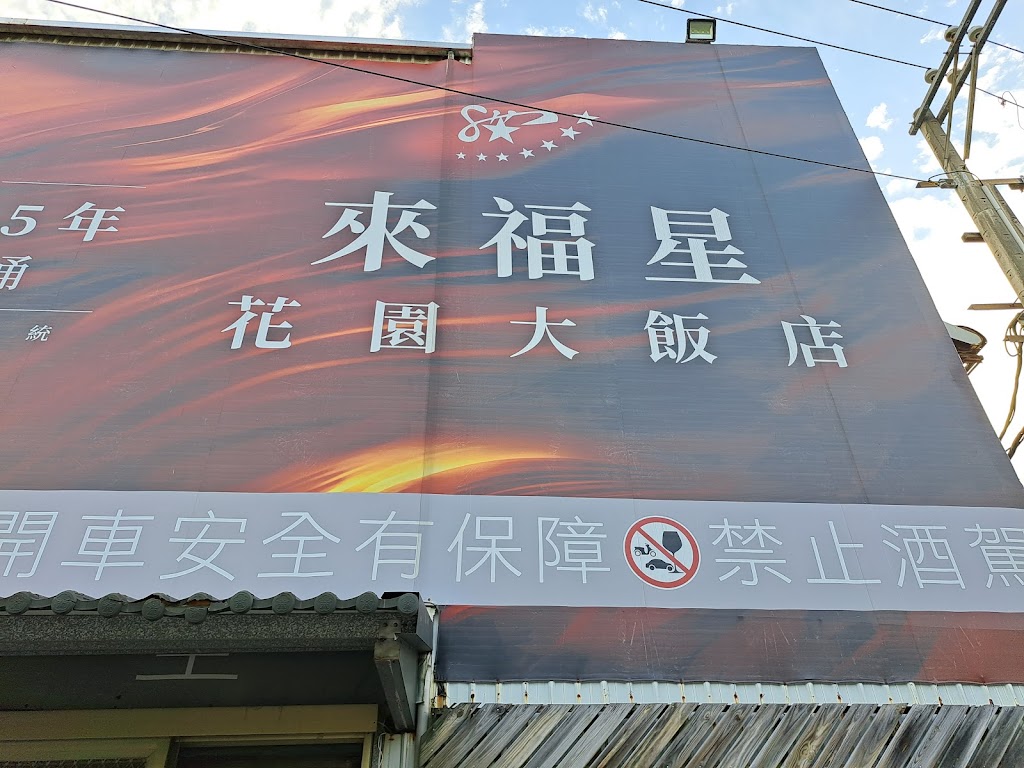 5年
來福星
花園大飯店
統
開車安全有保障 禁止酒駕